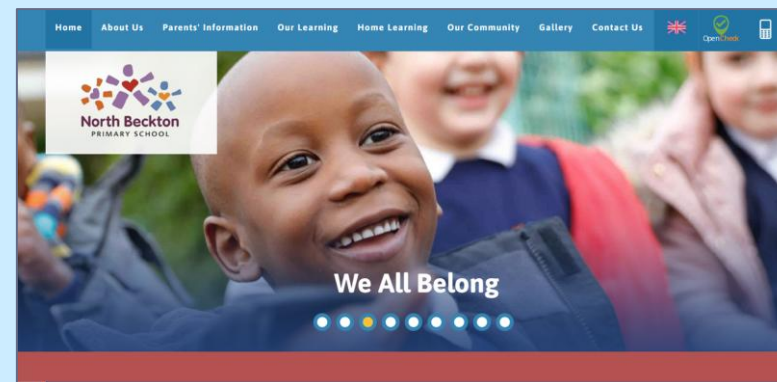 Home About Us Parents' Information Our Learning Home Learning Our Community Gallery Contact Us OpenCheck
North Beckton
PRIMARY SCHOOL
We All Belong